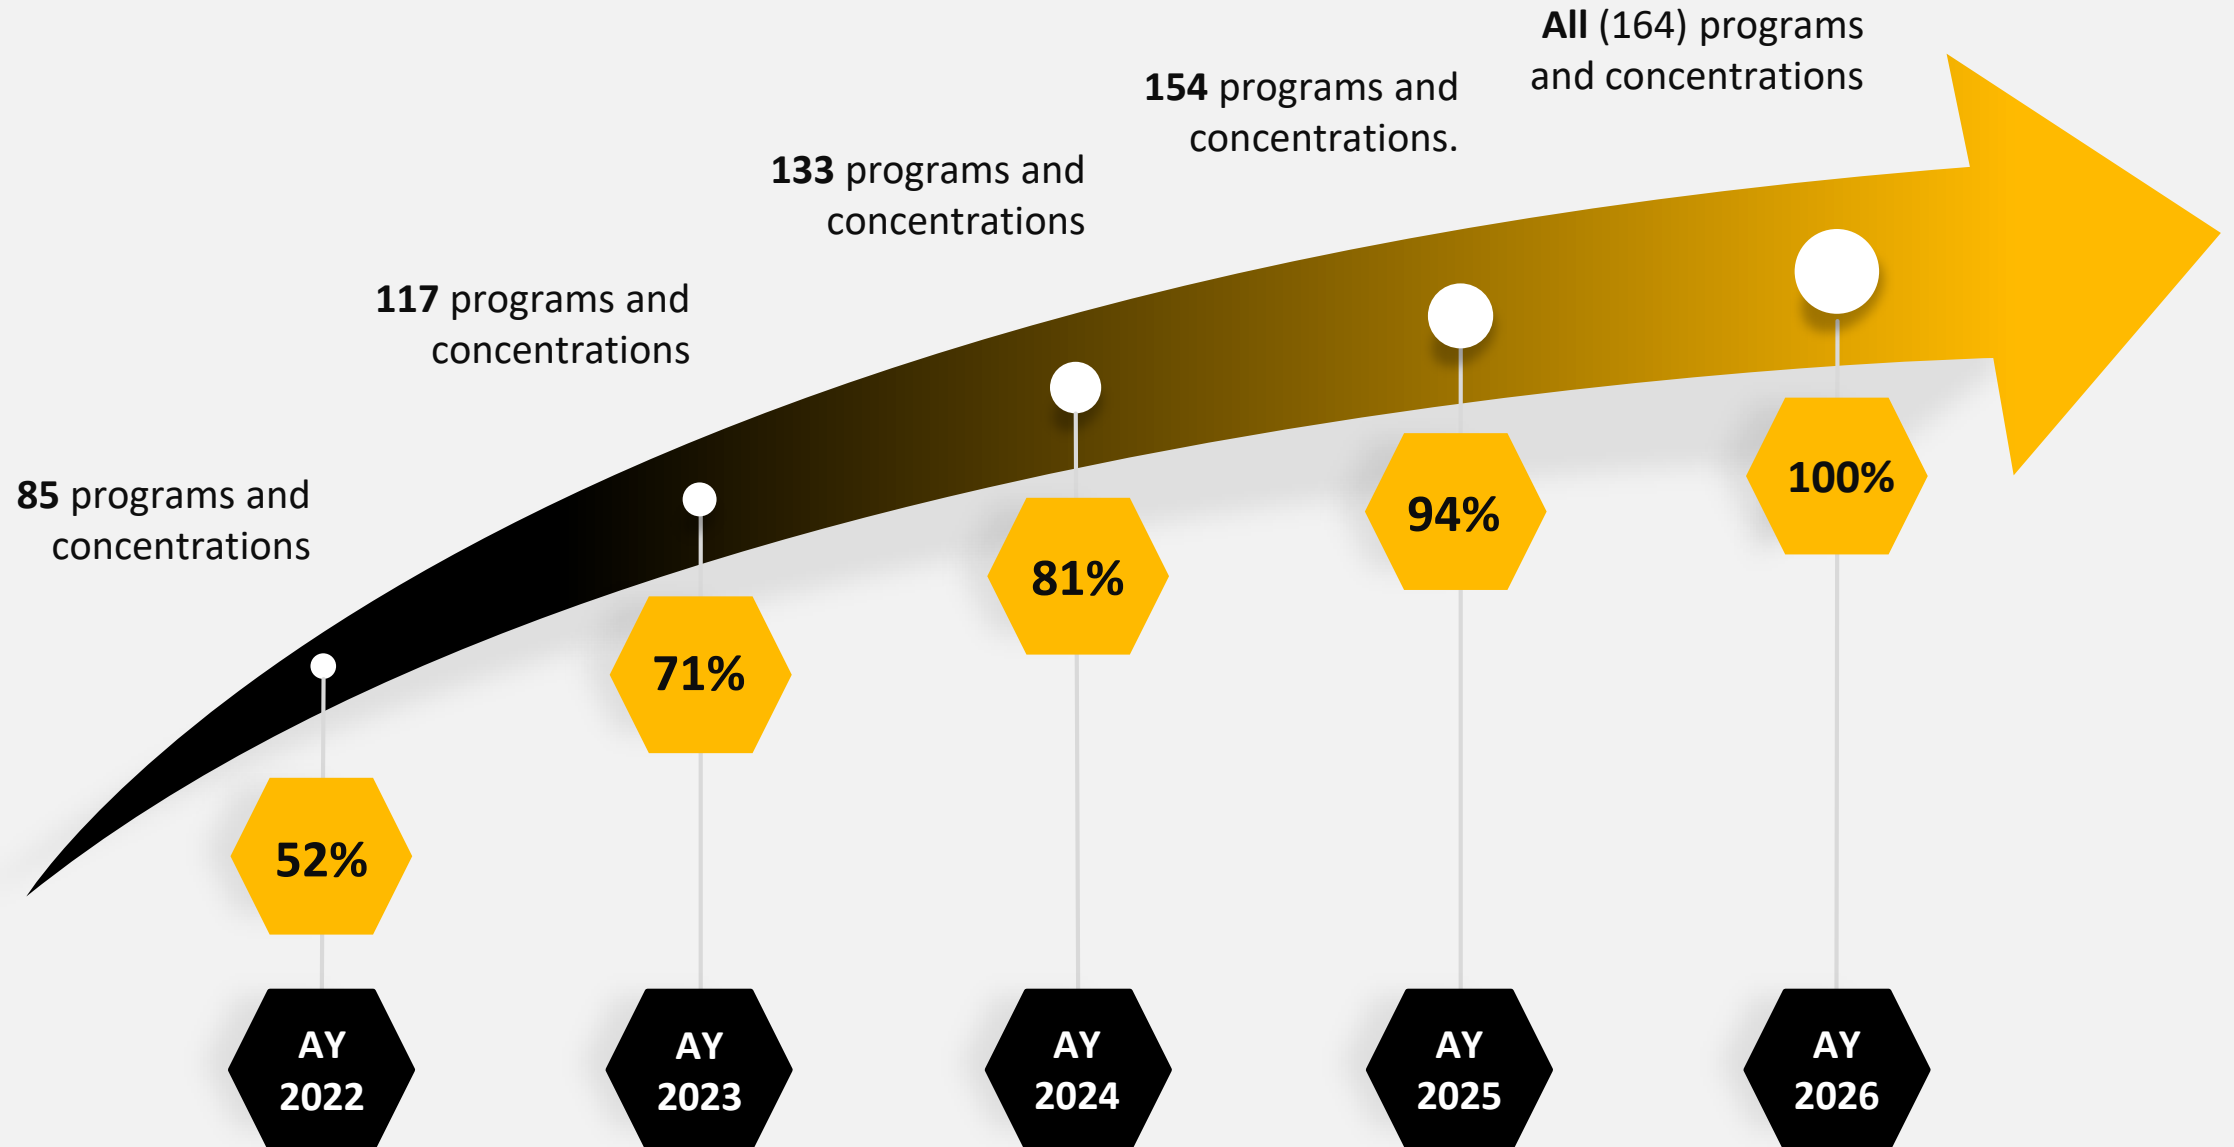 All (164) programs
and concentrations
154 programs and
concentrations.
133 programs and
concentrations
117 programs and
concentrations
85 programs and
concentrations
100%
94%
81%
71%
52%
AY
2022
AY
2023
AY
2024
AY
2025
AY
2026